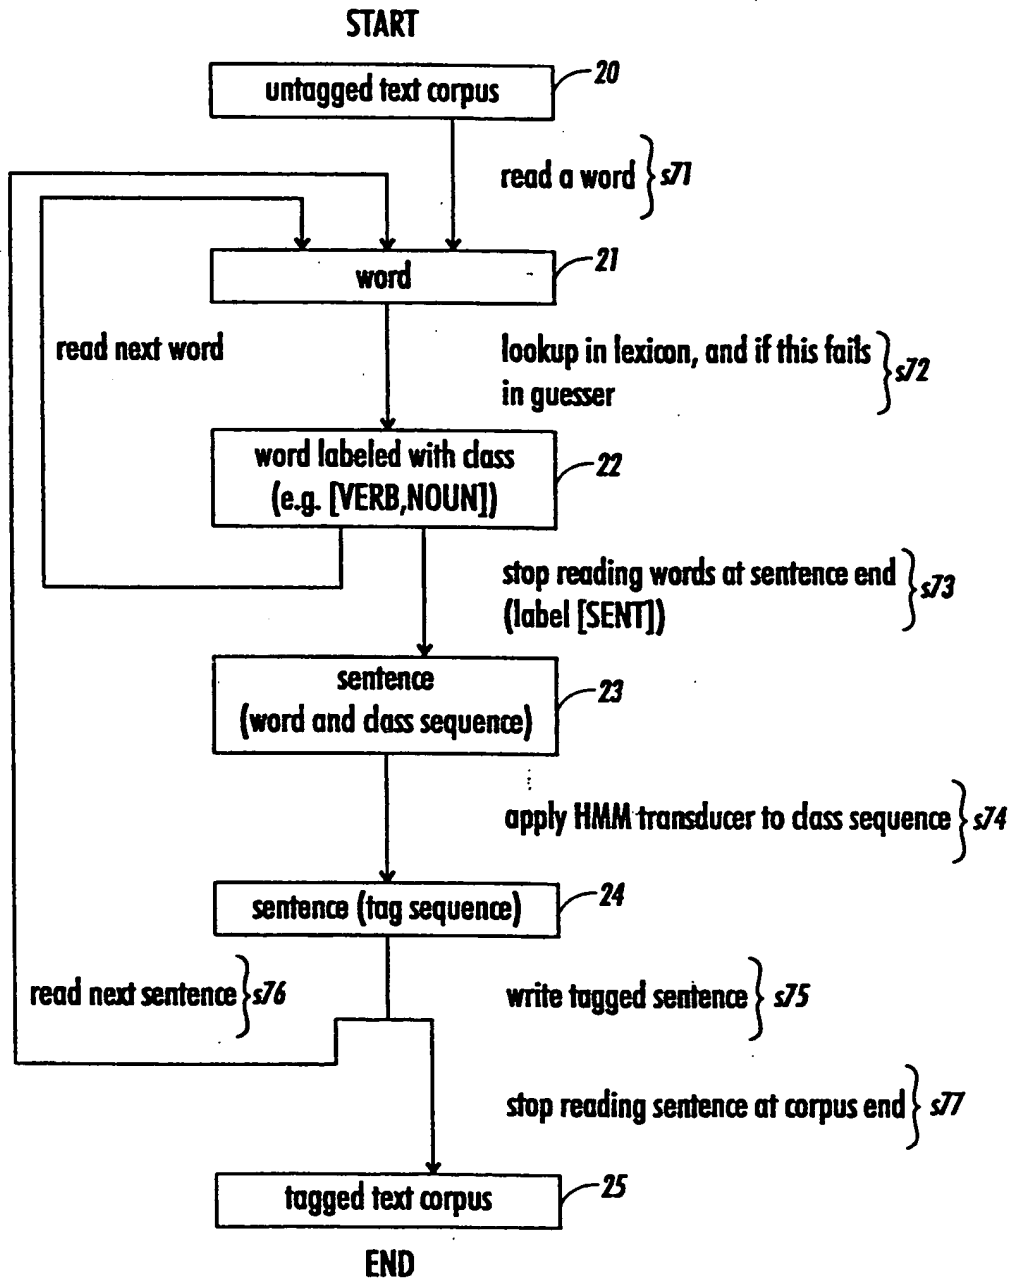 START
untagged text corpus
20
read a word
s71
word
21
read next word
lookup in lexicon, and if this fails
in guesser
s72
word labeled with class
(e.g. [VERB,NOUN])
22
stop reading words at sentence end
(label [SENT])
s73
sentence
(word and class sequence)
23
apply HMM transducer to class sequence
s74
sentence (tag sequence)
24
read next sentence
s76
write tagged sentence
s75
stop reading sentence at corpus end
s77
tagged text corpus
25
END